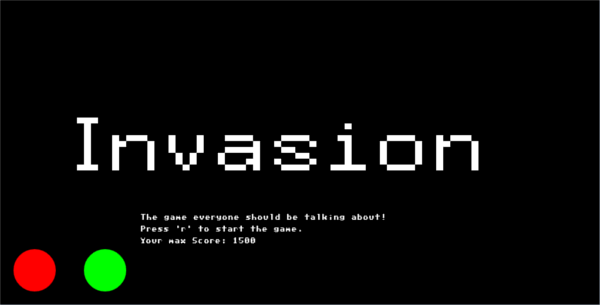 Invasion
The game everyone should be talking about!
Press 'r' to start the game.
Your max Score: 1500